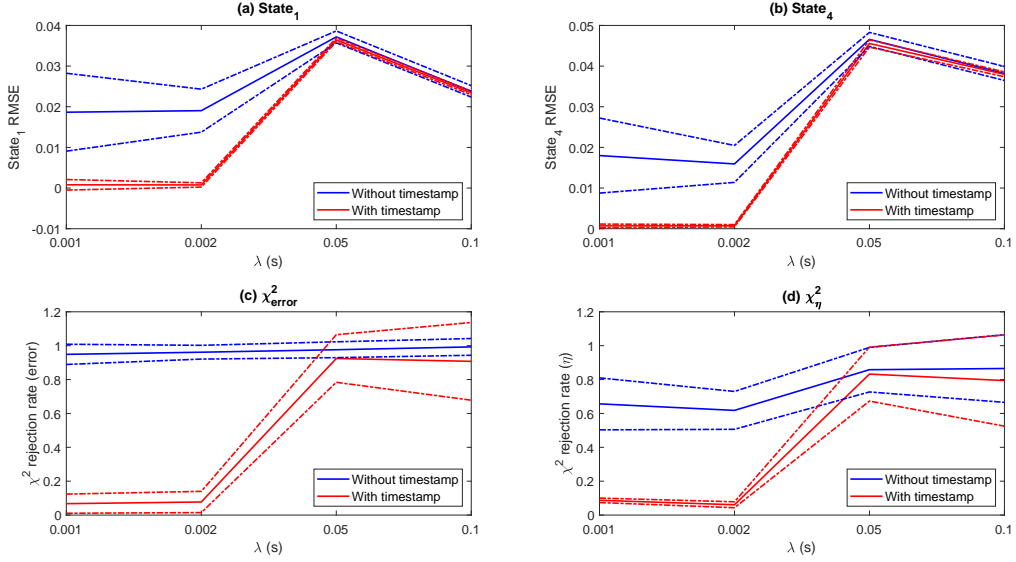 (a) State₁
0.04
0.03
0.02
0.01
0
-0.01
State₁ RMSE
0.001
0.002
0.05
0.1
λ (s)
Without timestamp
With timestamp
(b) State₄
0.05
0.04
0.03
0.02
0.01
0
State₄ RMSE
0.001
0.002
0.05
0.1
λ (s)
Without timestamp
With timestamp
(c) χ²error
1.2
1
0.8
0.6
0.4
0.2
0
χ² rejection rate (error)
0.001
0.002
0.05
0.1
λ (s)
Without timestamp
With timestamp
(d) χ²η
1.2
1
0.8
0.6
0.4
0.2
0
χ² rejection rate (η)
0.001
0.002
0.05
0.1
λ (s)
Without timestamp
With timestamp